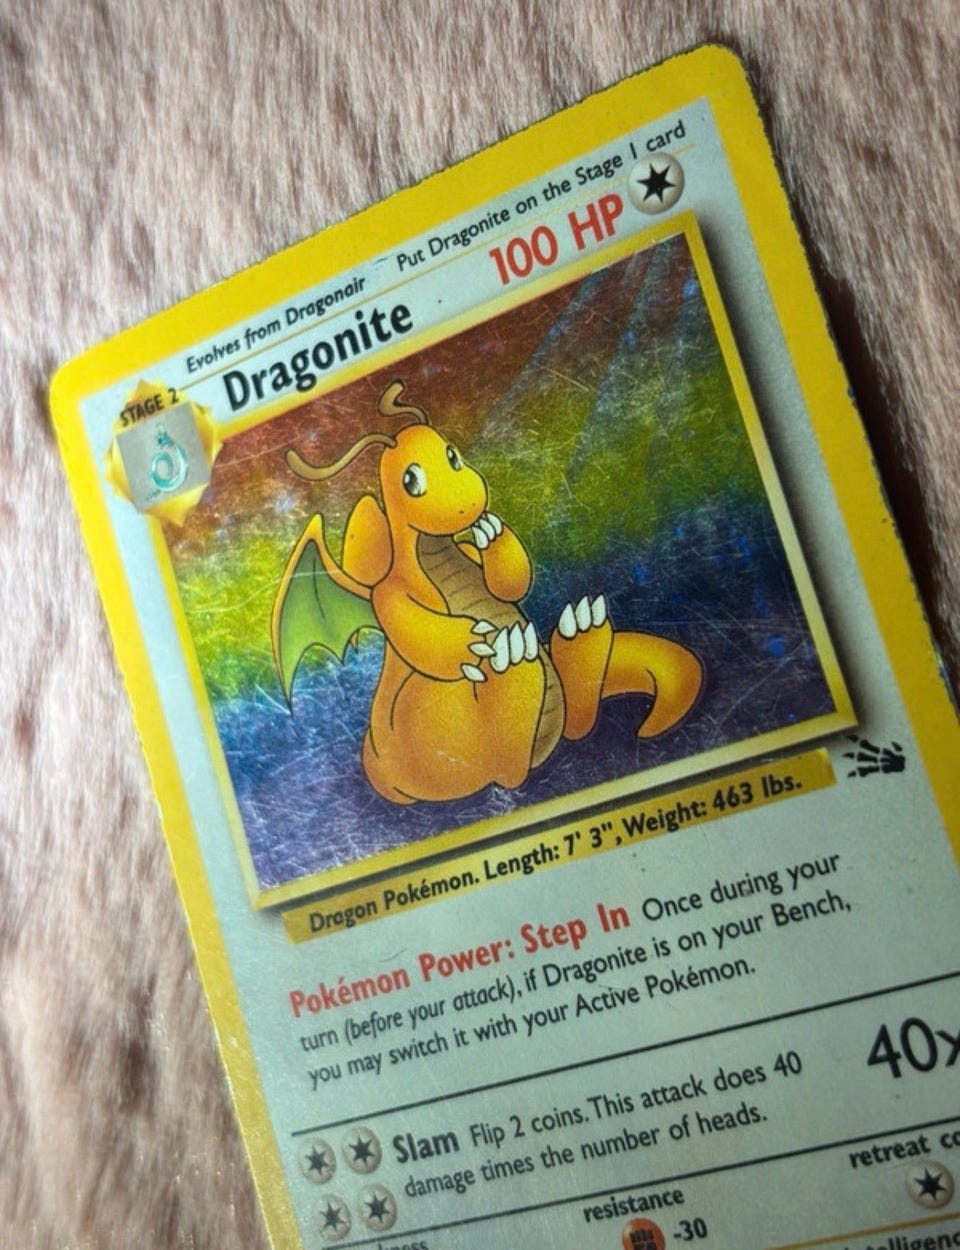 Evolves from Dragonair Put Dragonite on the Stage 1 card
STAGE 2
Dragonite 100 HP
Dragon Pokémon. Length: 7' 3", Weight: 463 lbs.
Pokémon Power: Step In Once during your
turn (before your attack), if Dragonite is on your Bench,
you may switch it with your Active Pokémon.
Slam Flip 2 coins. This attack does 40
damage times the number of heads.
40x
resistance
retreat co
-30